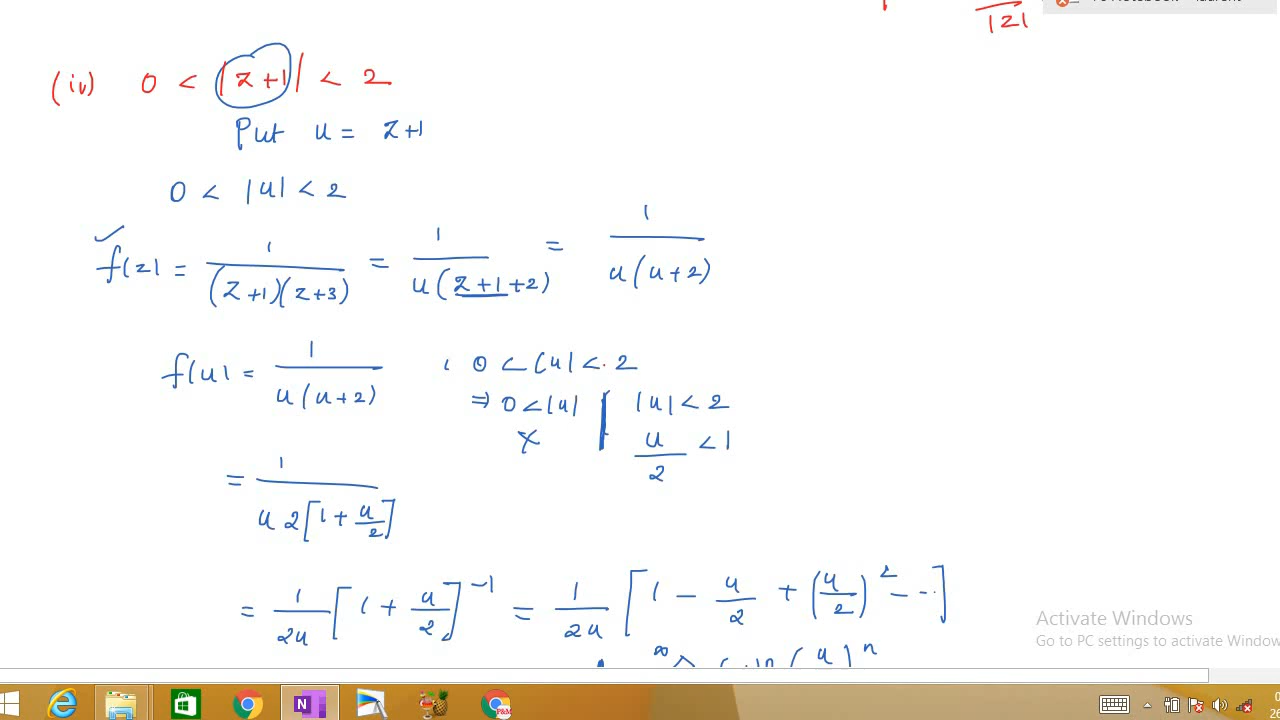 |z|
(iv) 0 < |z+1| < 2
Put u = z+1
0 < |u| < 2
f(z) = 1/((z+1)(z+3)) = 1/(u(z+1+2)) = 1/(u(u+2))
f(u) = 1/(u(u+2)) , 0 < |u| < 2
⇒ 0 < |u| | |u| < 2
× u/2 < 1
= 1/(u 2[1 + u/2])
= 1/(2u) [1 + u/2]^-1 = 1/(2u) [1 - u/2 + (u/2)^2 - ...]
∞ (u)^n
Activate Windows
Go to PC settings to activate Windows
N
P&M